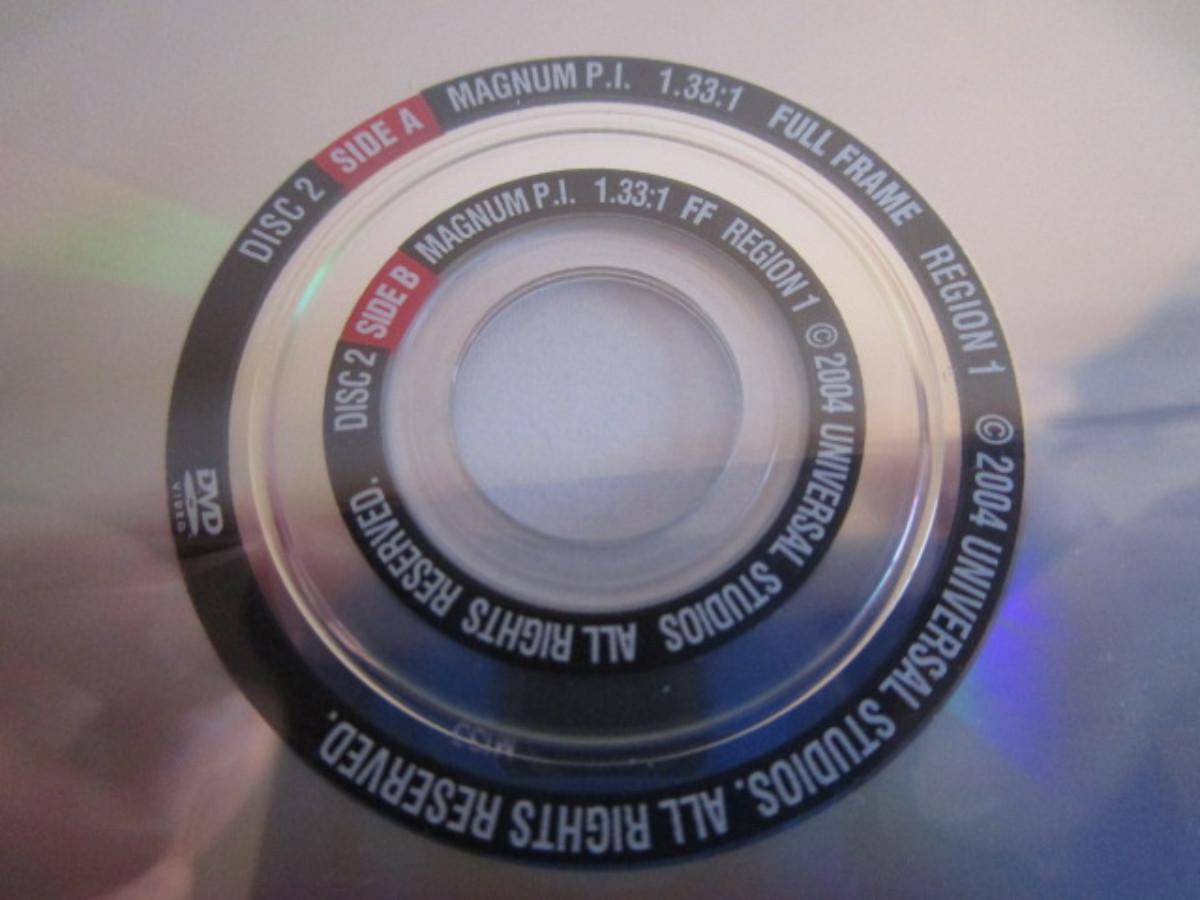 DISC 2 SIDE A MAGNUM P.I. 1.33:1 FULL FRAME REGION 1 © 2004 UNIVERSAL STUDIOS. ALL RIGHTS RESERVED.
DVD
VIDEO
DISC 2 SIDE B MAGNUM P.I. 1.33:1 FF REGION 1 © 2004 UNIVERSAL STUDIOS ALL RIGHTS RESERVED.